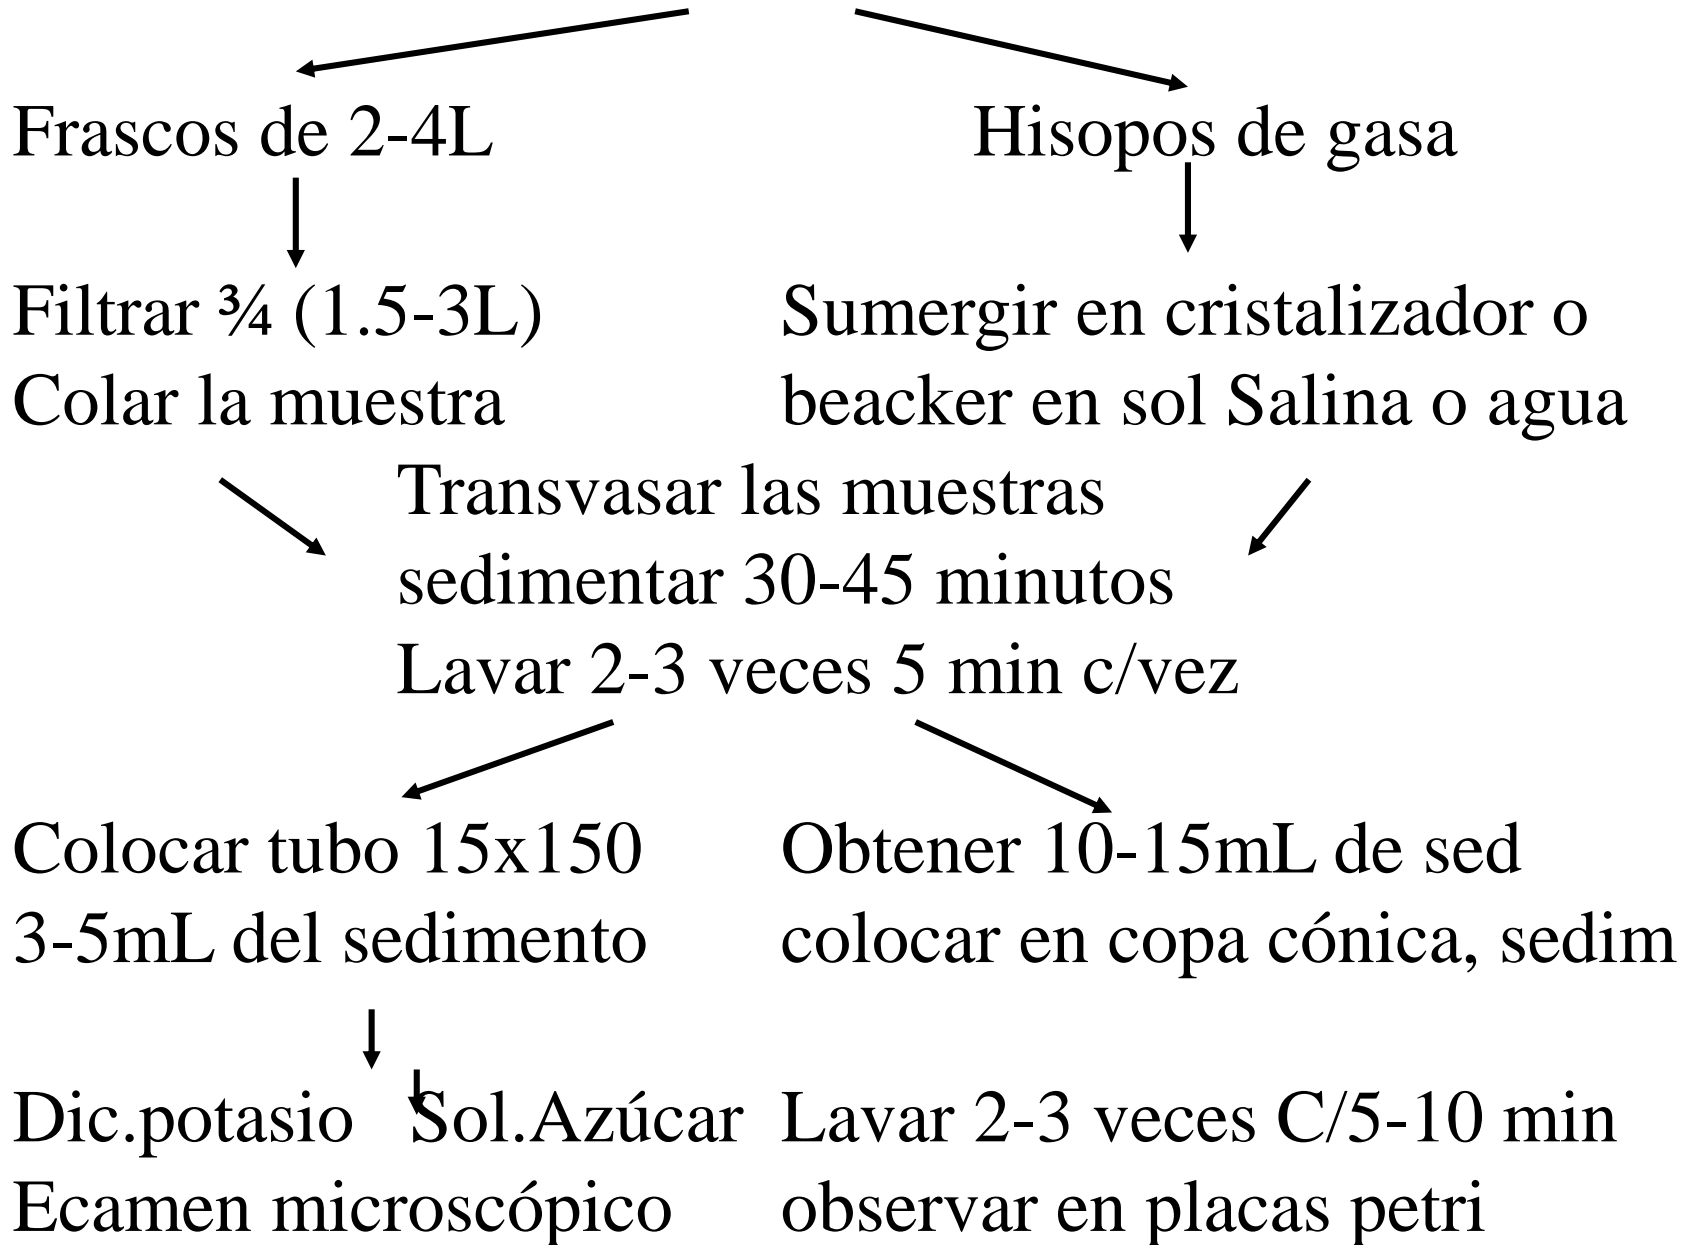 Frascos de 2-4L
Hisopos de gasa
Filtrar ¾ (1.5-3L)
Colar la muestra
Sumergir en cristalizador o
beacker en sol Salina o agua
Transvasar las muestras
sedimentar 30-45 minutos
Lavar 2-3 veces 5 min c/vez
Colocar tubo 15x150
3-5mL del sedimento
Obtener 10-15mL de sed
colocar en copa cónica, sedim
Dic.potasio Sol.Azúcar
Ecamen microscópico
Lavar 2-3 veces C/5-10 min
observar en placas petri